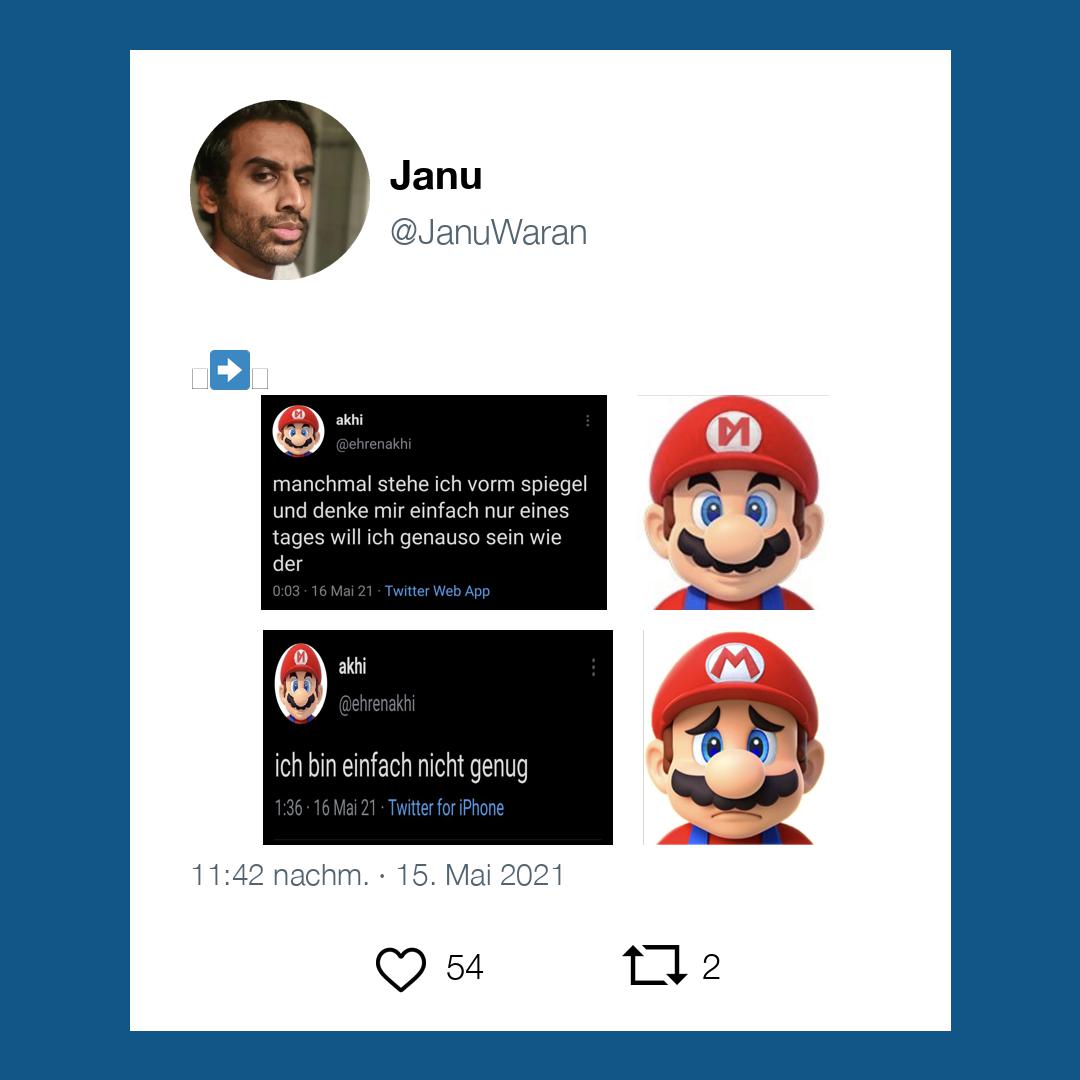 Janu
@JanuWaran
➡️
akhi
@ehrenakhi
manchmal stehe ich vorm spiegel
und denke mir einfach nur eines
tages will ich genauso sein wie
der
0:03 · 16 Mai 21 · Twitter Web App
M
akhi
@ehrenakhi
ich bin einfach nicht genug
1:36 · 16 Mai 21 · Twitter for iPhone
M
11:42 nachm. · 15. Mai 2021
54
2